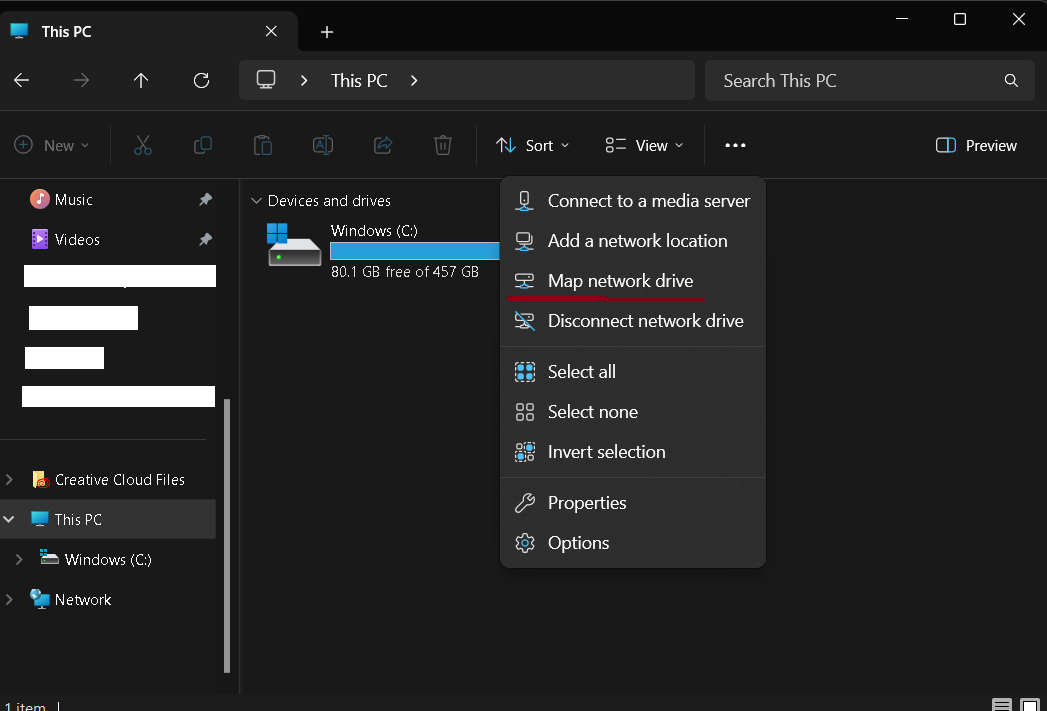 This PC
This PC
Search This PC
New
Sort
View
Preview
Music
Videos
Creative Cloud Files
This PC
Windows (C:)
Network
Devices and drives
Windows (C:)
80.1 GB free of 457 GB
Connect to a media server
Add a network location
Map network drive
Disconnect network drive
Select all
Select none
Invert selection
Properties
Options
1 item